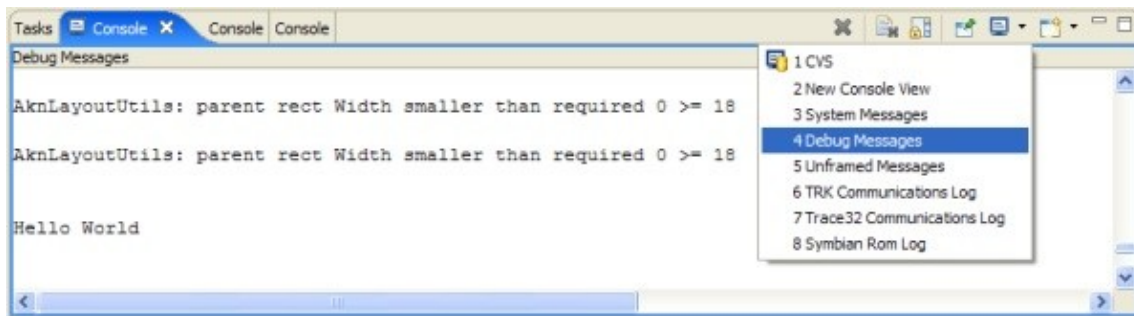 Tasks Console Console Console
Debug Messages
AknLayoutUtils: parent rect Width smaller than required 0 >= 18
AknLayoutUtils: parent rect Width smaller than required 0 >= 18
Hello World
1 CVS
2 New Console View
3 System Messages
4 Debug Messages
5 Unframed Messages
6 TRK Communications Log
7 Trace32 Communications Log
8 Symbian Rom Log